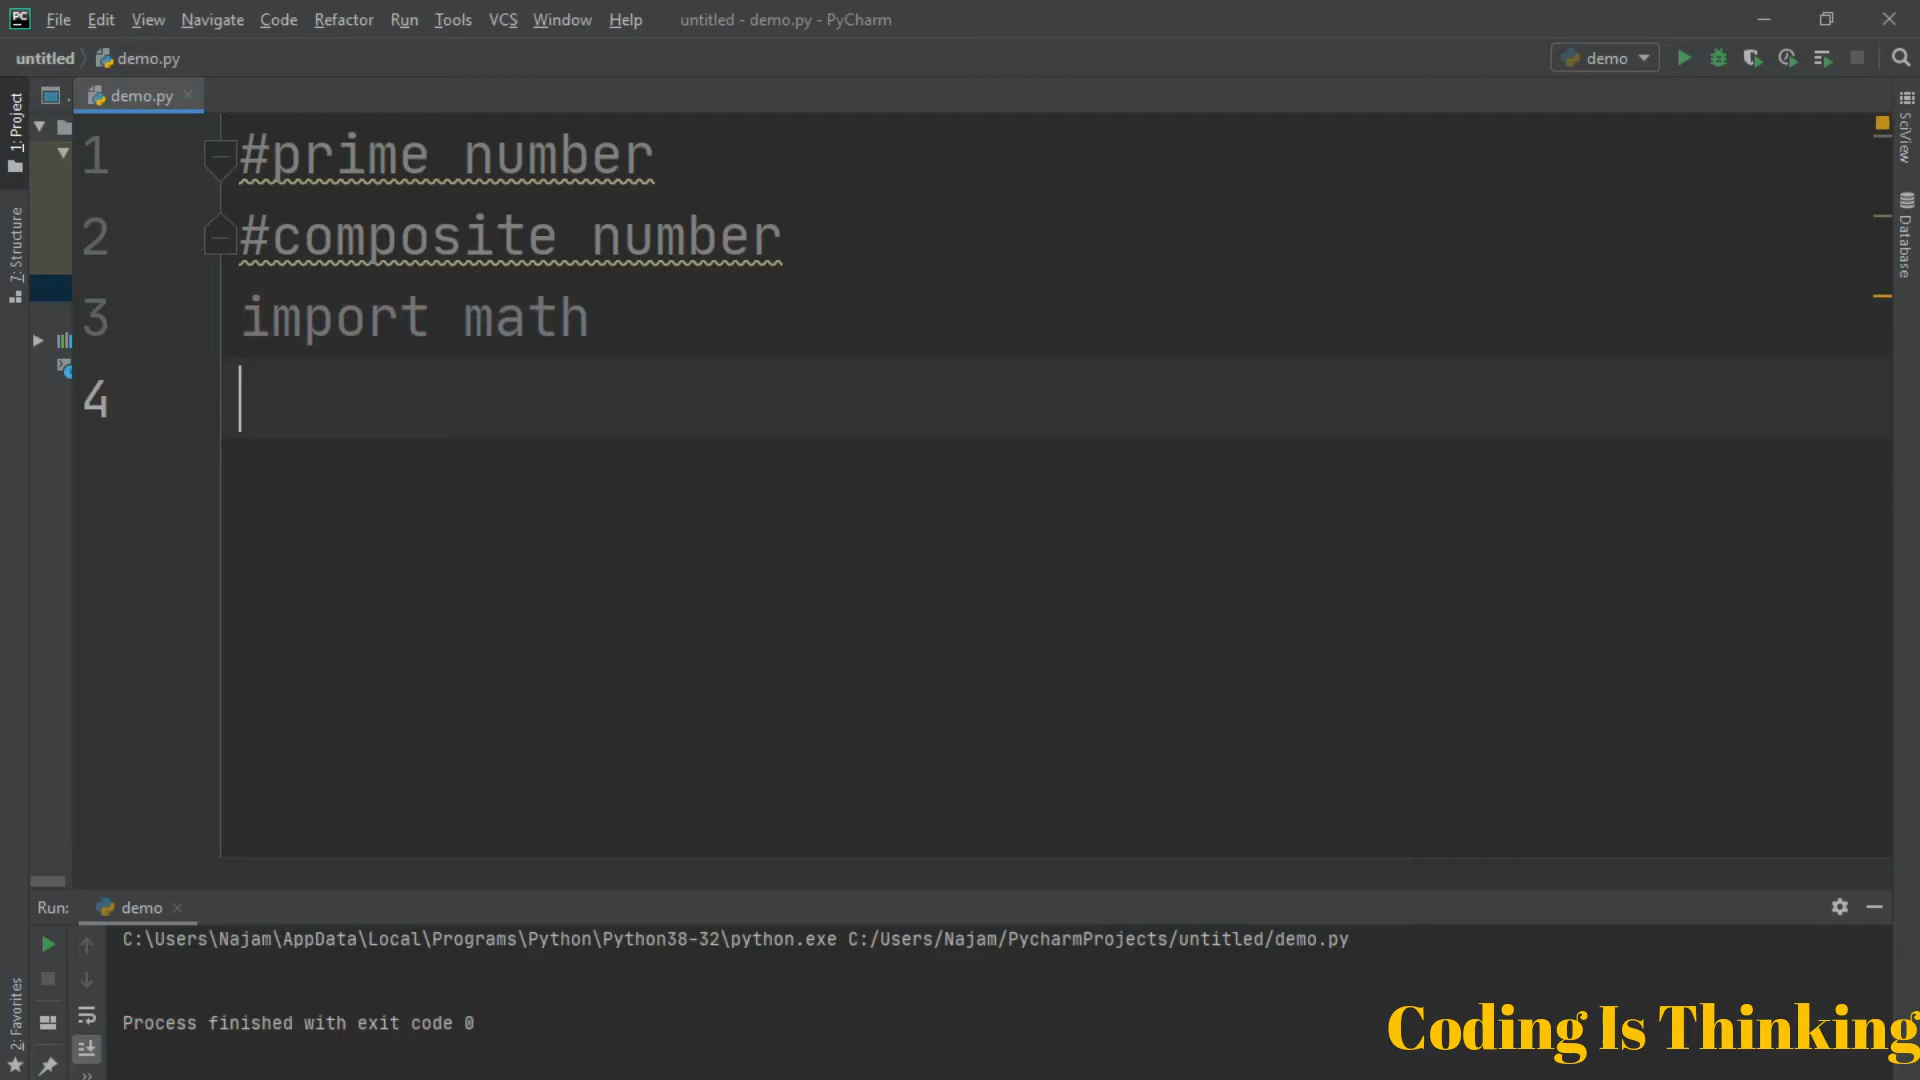 PC File Edit View Navigate Code Refactor Run Tools VCS Window Help untitled - demo.py - PyCharm
untitled demo.py demo
1: Project
7: Structure
2: Favorites
demo.py
1 #prime number
2 #composite number
3 import math
4
SciView
Database
Run: demo
C:\Users\Najam\AppData\Local\Programs\Python\Python38-32\python.exe C:/Users/Najam/PycharmProjects/untitled/demo.py
Process finished with exit code 0
Coding Is Thinking